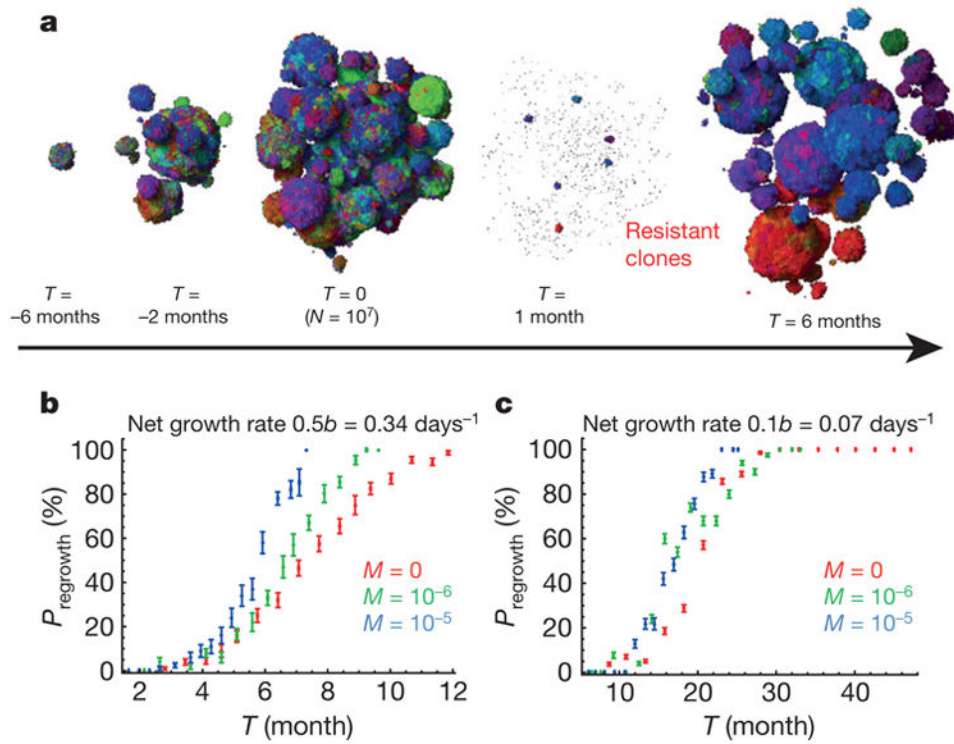 a
Resistant
clones
T =
–6 months
T =
–2 months
T = 0
(N = 10⁷)
T =
1 month
T = 6 months
b
Net growth rate 0.5b = 0.34 days⁻¹
P regrowth (%)
100
80
60
40
20
0
M = 0
M = 10⁻⁶
M = 10⁻⁵
2 4 6 8 10 12
T (month)
c
Net growth rate 0.1b = 0.07 days⁻¹
P regrowth (%)
100
80
60
40
20
0
M = 0
M = 10⁻⁶
M = 10⁻⁵
10 20 30 40
T (month)